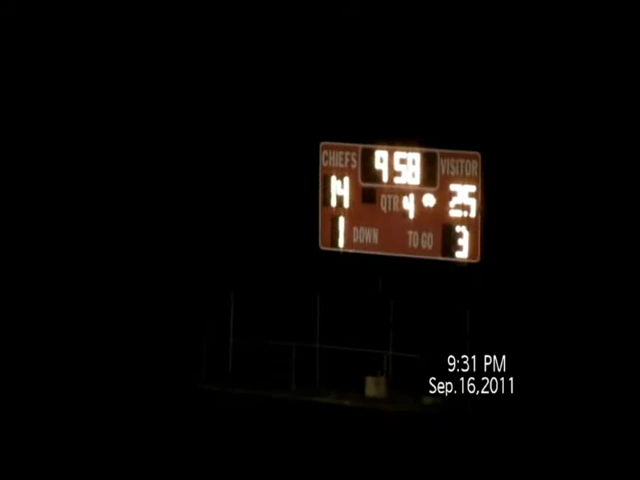 CHIEFS 9:58 VISITOR
14 QTR 4 25
1 DOWN TO GO 3
9:31 PM
Sep.16,2011